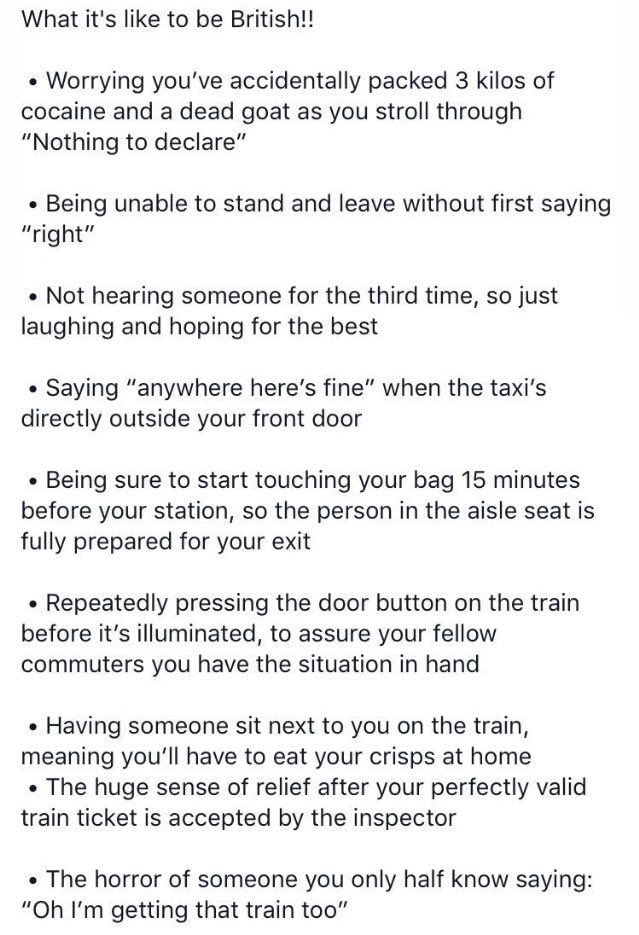 What it's like to be British!!
• Worrying you’ve accidentally packed 3 kilos of
cocaine and a dead goat as you stroll through
“Nothing to declare”
• Being unable to stand and leave without first saying
“right”
• Not hearing someone for the third time, so just
laughing and hoping for the best
• Saying “anywhere here’s fine” when the taxi’s
directly outside your front door
• Being sure to start touching your bag 15 minutes
before your station, so the person in the aisle seat is
fully prepared for your exit
• Repeatedly pressing the door button on the train
before it’s illuminated, to assure your fellow
commuters you have the situation in hand
• Having someone sit next to you on the train,
meaning you’ll have to eat your crisps at home
• The huge sense of relief after your perfectly valid
train ticket is accepted by the inspector
• The horror of someone you only half know saying:
“Oh I’m getting that train too”